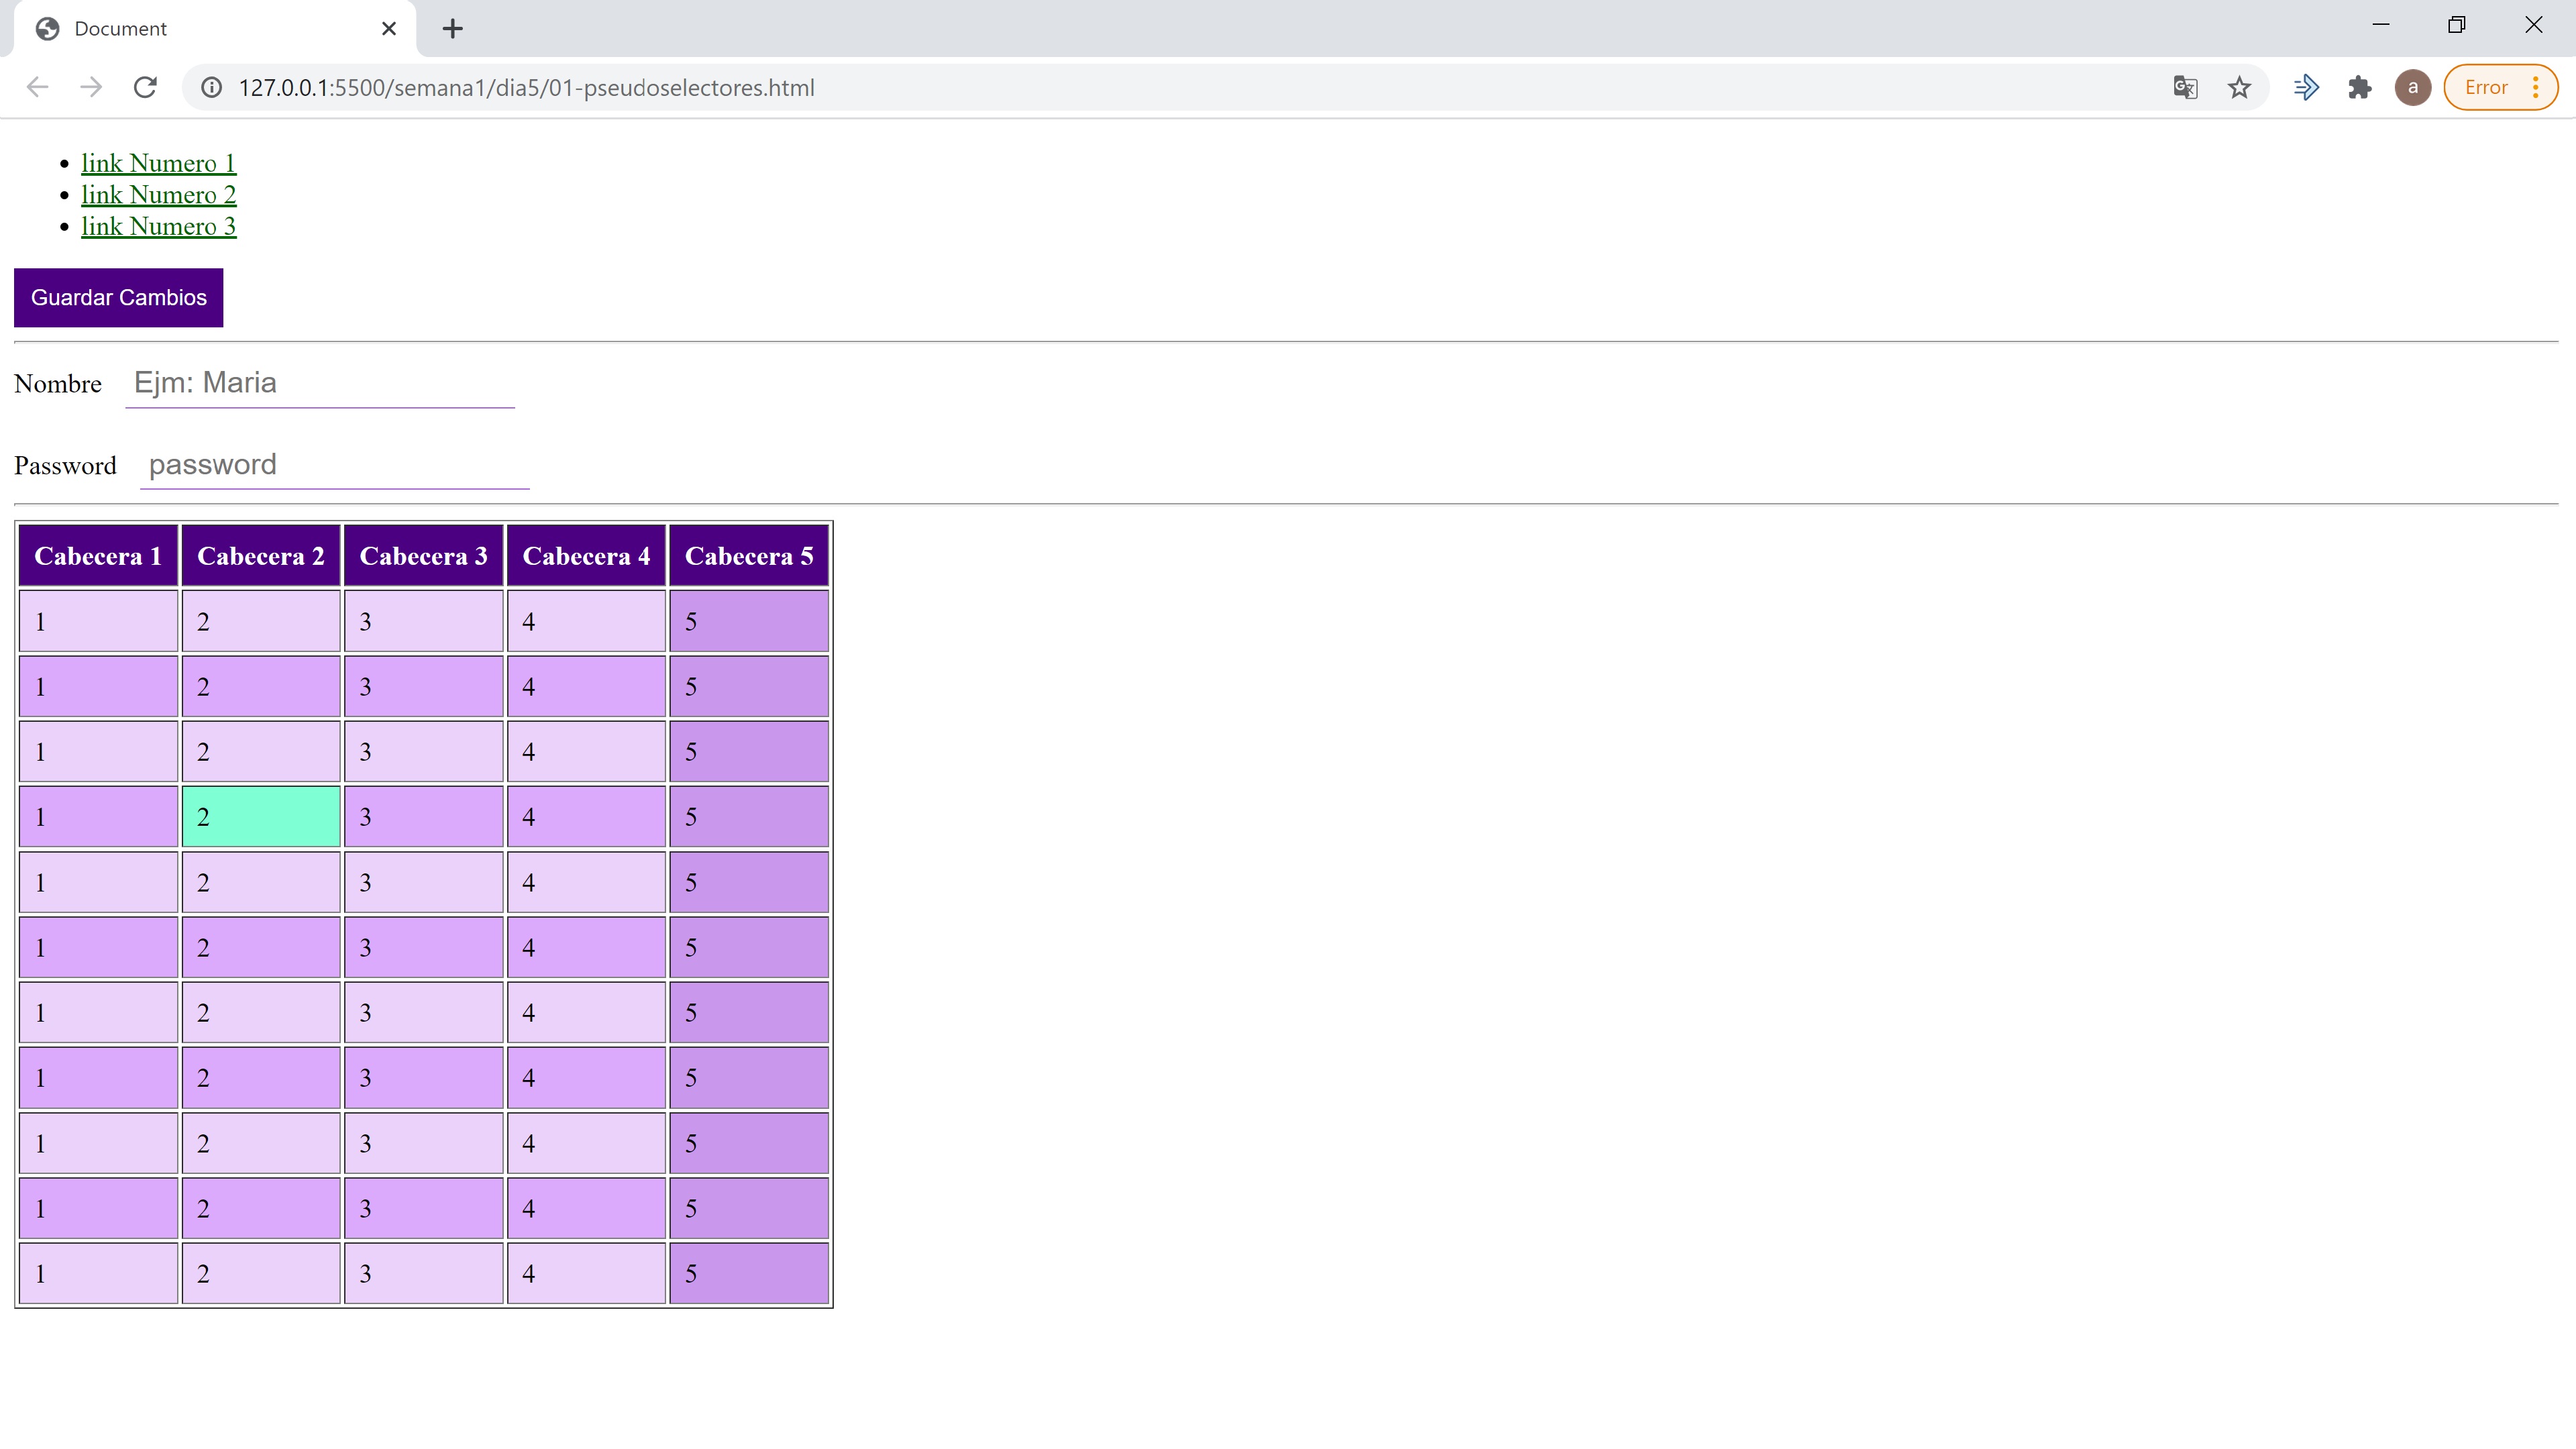 Document
127.0.0.1:5500/semana1/dia5/01-pseudoselectores.html
a
Error
link Numero 1
link Numero 2
link Numero 3
Guardar Cambios
Nombre Ejm: Maria
Password password
Cabecera 1 Cabecera 2 Cabecera 3 Cabecera 4 Cabecera 5
1 2 3 4 5
1 2 3 4 5
1 2 3 4 5
1 2 3 4 5
1 2 3 4 5
1 2 3 4 5
1 2 3 4 5
1 2 3 4 5
1 2 3 4 5
1 2 3 4 5
1 2 3 4 5